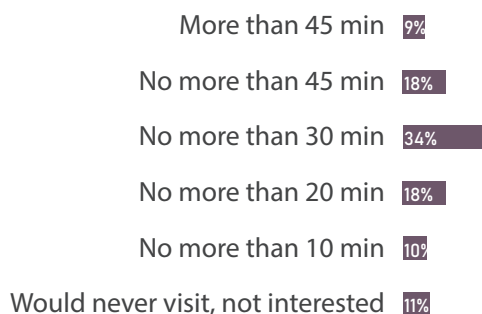 More than 45 min 9%
No more than 45 min 18%
No more than 30 min 34%
No more than 20 min 18%
No more than 10 min 10%
Would never visit, not interested 11%